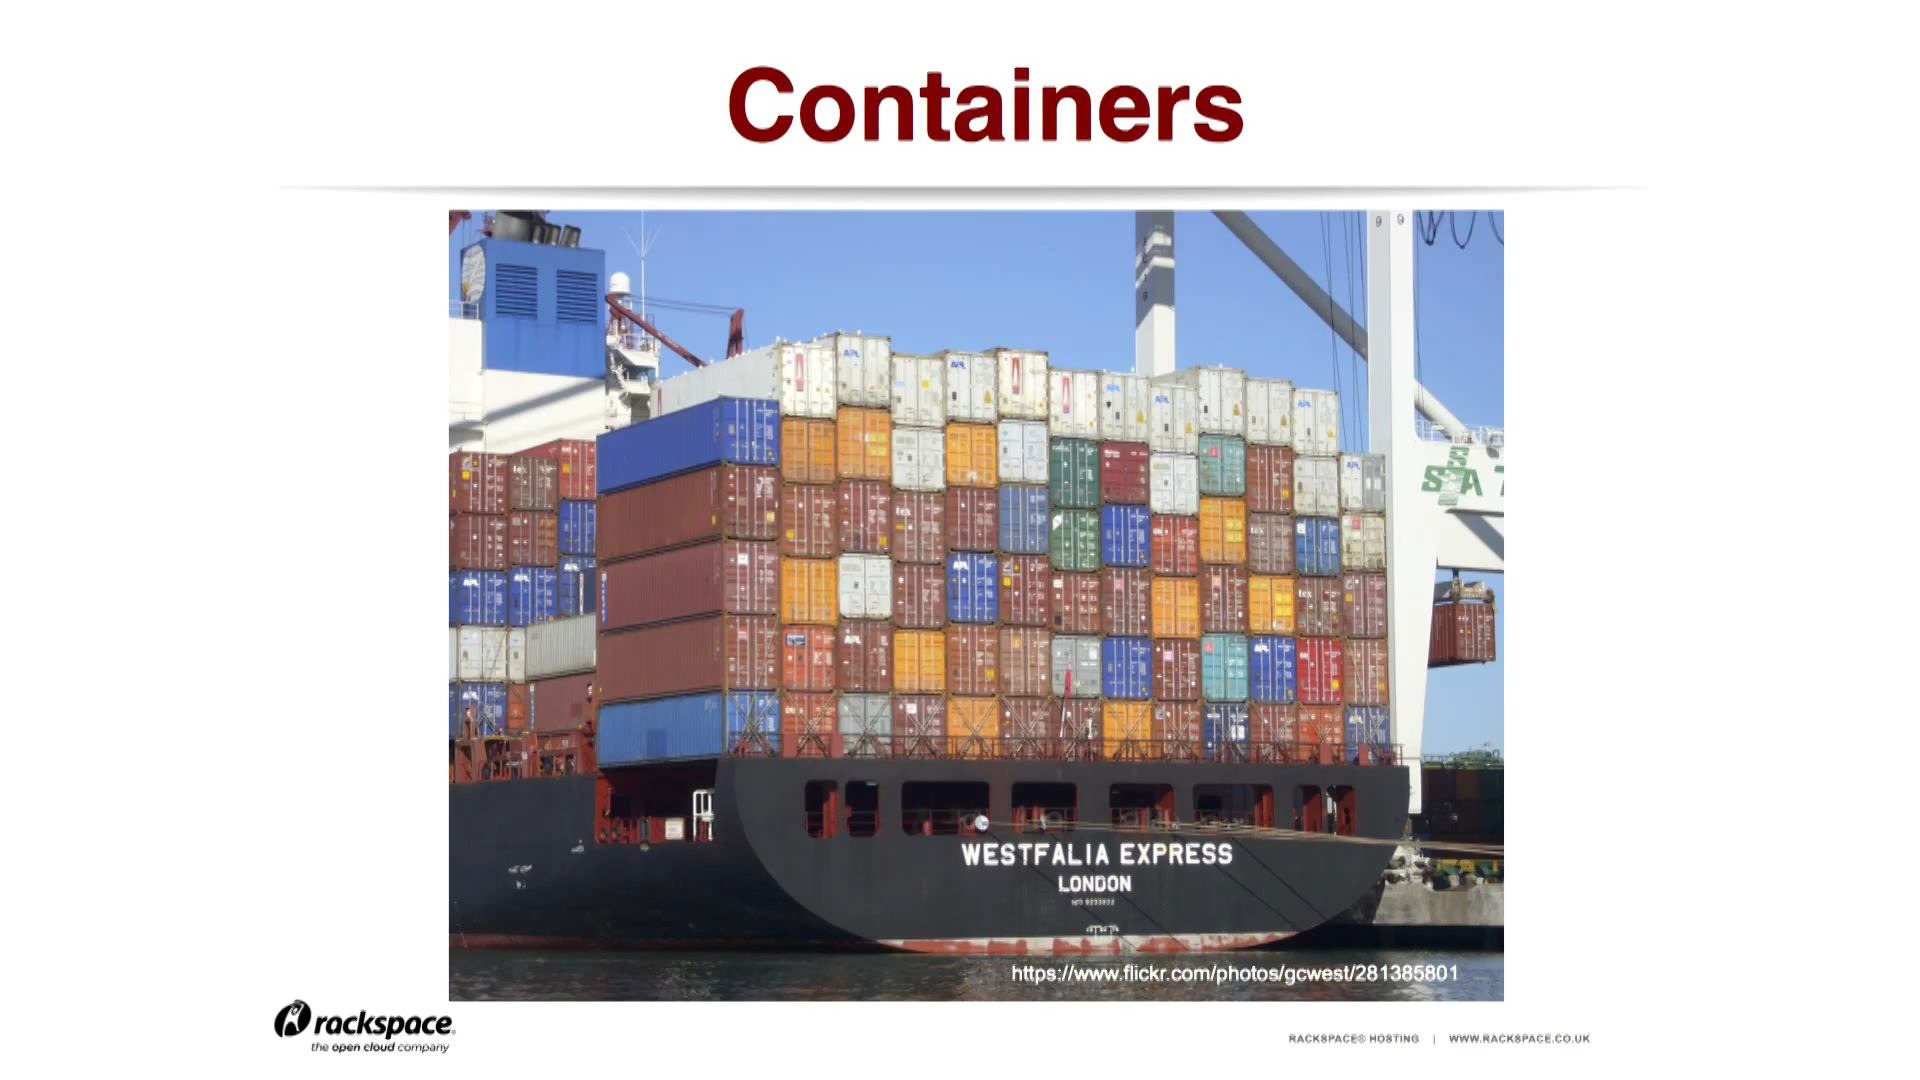 Containers
SSA
WESTFALIA EXPRESS
LONDON
https://www.flickr.com/photos/gcwest/281385801
rackspace®
the open cloud company
RACKSPACE® HOSTING | WWW.RACKSPACE.CO.UK